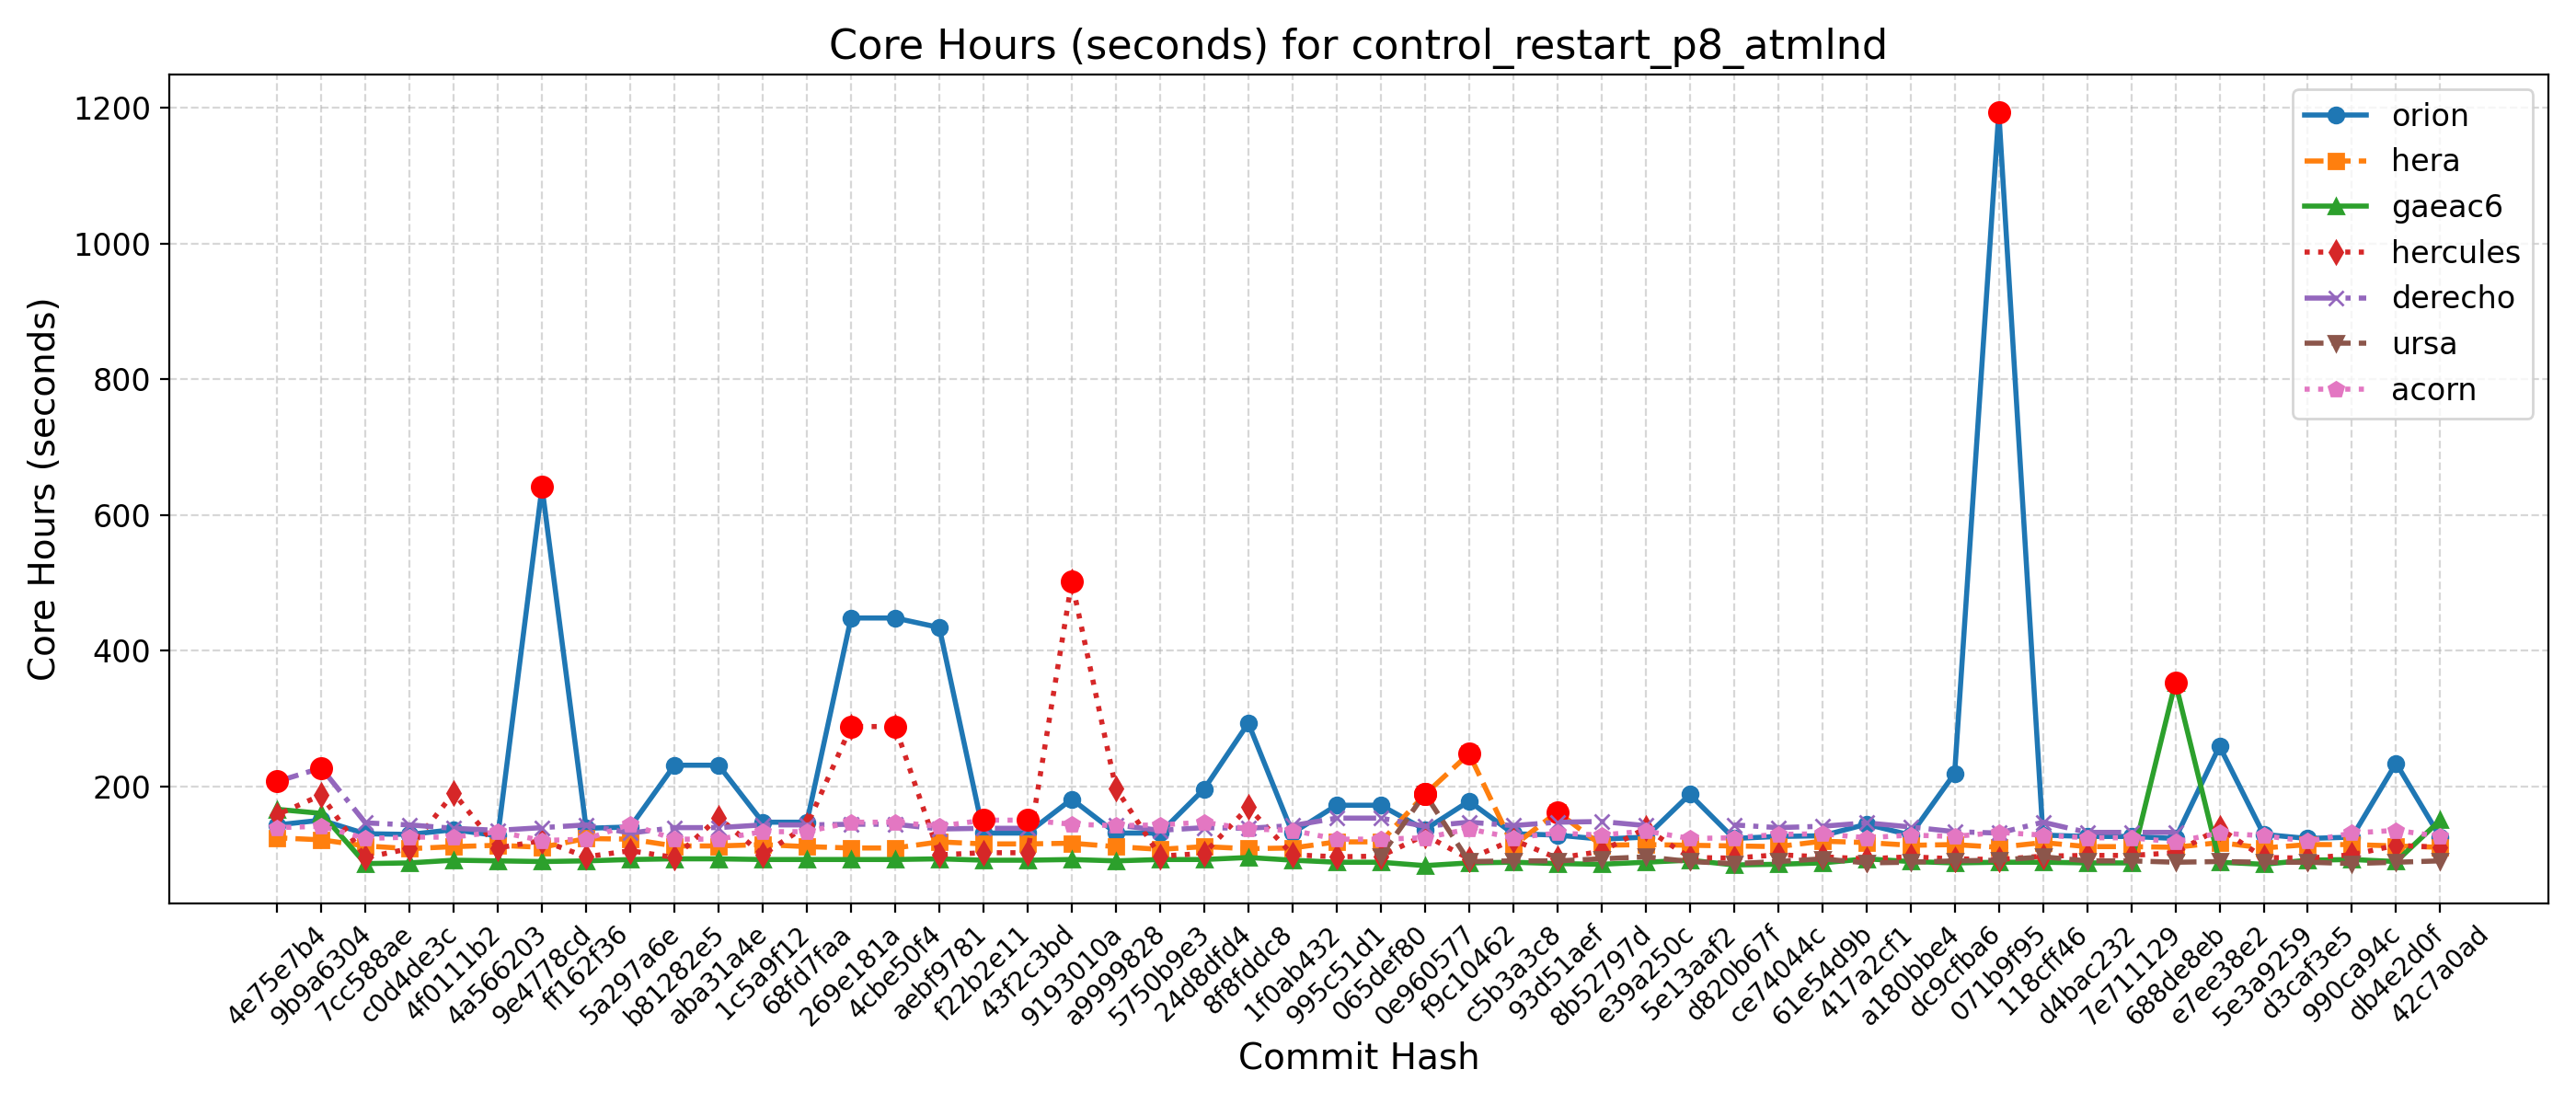 Core Hours (seconds) for control_restart_p8_atmlnd
Core Hours (seconds)
1200
1000
800
600
400
200
orion
hera
gaeac6
hercules
derecho
ursa
acorn
4e75e7b4
9b9a6304
7cc588ae
c0d4de3c
4f0111b2
4a566203
9e4778cd
ff162f36
5a297a6e
b81282e5
aba31a4e
1c5a9f12
68fd7faa
269e181a
4cbe50f4
aebf9781
f22b2e11
43f2c3bd
9193010a
a9999828
5750b9e3
24d8dfd4
8f8fddc8
1f0ab432
995c51d1
065def80
0e960577
f9c10462
c5b3a3c8
93d51aef
8b52797d
e39a250c
5e13aaf2
d820b67f
ce74044c
61e54d9b
417a2cf1
a180bbe4
dc9cfba6
071b9f95
118cff46
d4bac232
7e711129
688de8eb
e7ee38e2
5e3a9259
d3caf3e5
990ca94c
db4e2d0f
42c7a0ad
Commit Hash